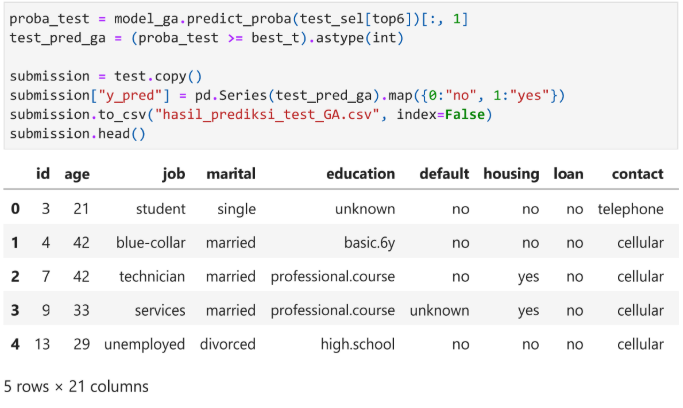 proba_test = model_ga.predict_proba(test_sel[top6])[:, 1]
test_pred_ga = (proba_test >= best_t).astype(int)
submission = test.copy()
submission["y_pred"] = pd.Series(test_pred_ga).map({0:"no", 1:"yes"})
submission.to_csv("hasil_prediksi_test_GA.csv", index=False)
submission.head()
id age job marital education default housing loan contact
0 3 21 student single unknown no no no telephone
1 4 42 blue-collar married basic.6y no no no cellular
2 7 42 technician married professional.course no yes no cellular
3 9 33 services married professional.course unknown yes no cellular
4 13 29 unemployed divorced high.school no no no cellular
5 rows × 21 columns